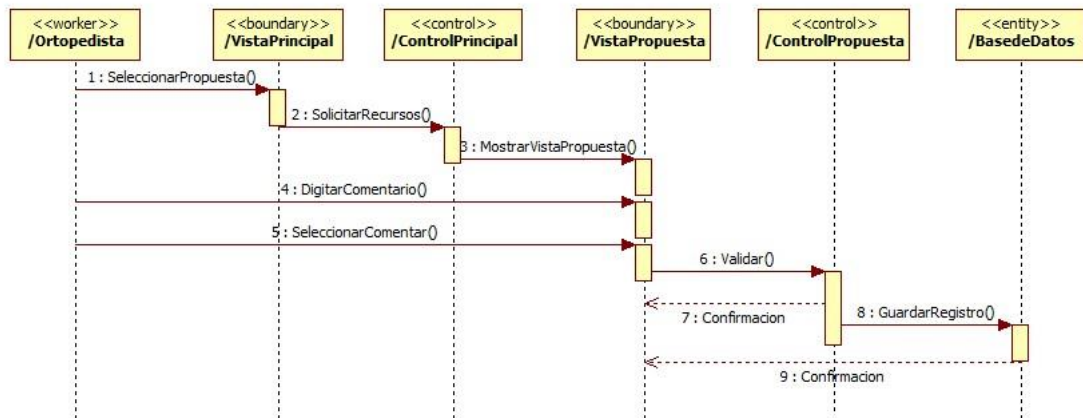 <<worker>>
/Ortopedista
<<boundary>>
/VistaPrincipal
<<control>>
/ControlPrincipal
<<boundary>>
/VistaPropuesta
<<control>>
/ControlPropuesta
<<entity>>
/BasedeDatos
1 : SeleccionarPropuesta()
2 : SolicitarRecursos()
3 : MostrarVistaPropuesta()
4 : DigitarComentario()
5 : SeleccionarComentar()
6 : Validar()
7 : Confirmacion
8 : GuardarRegistro()
9 : Confirmacion